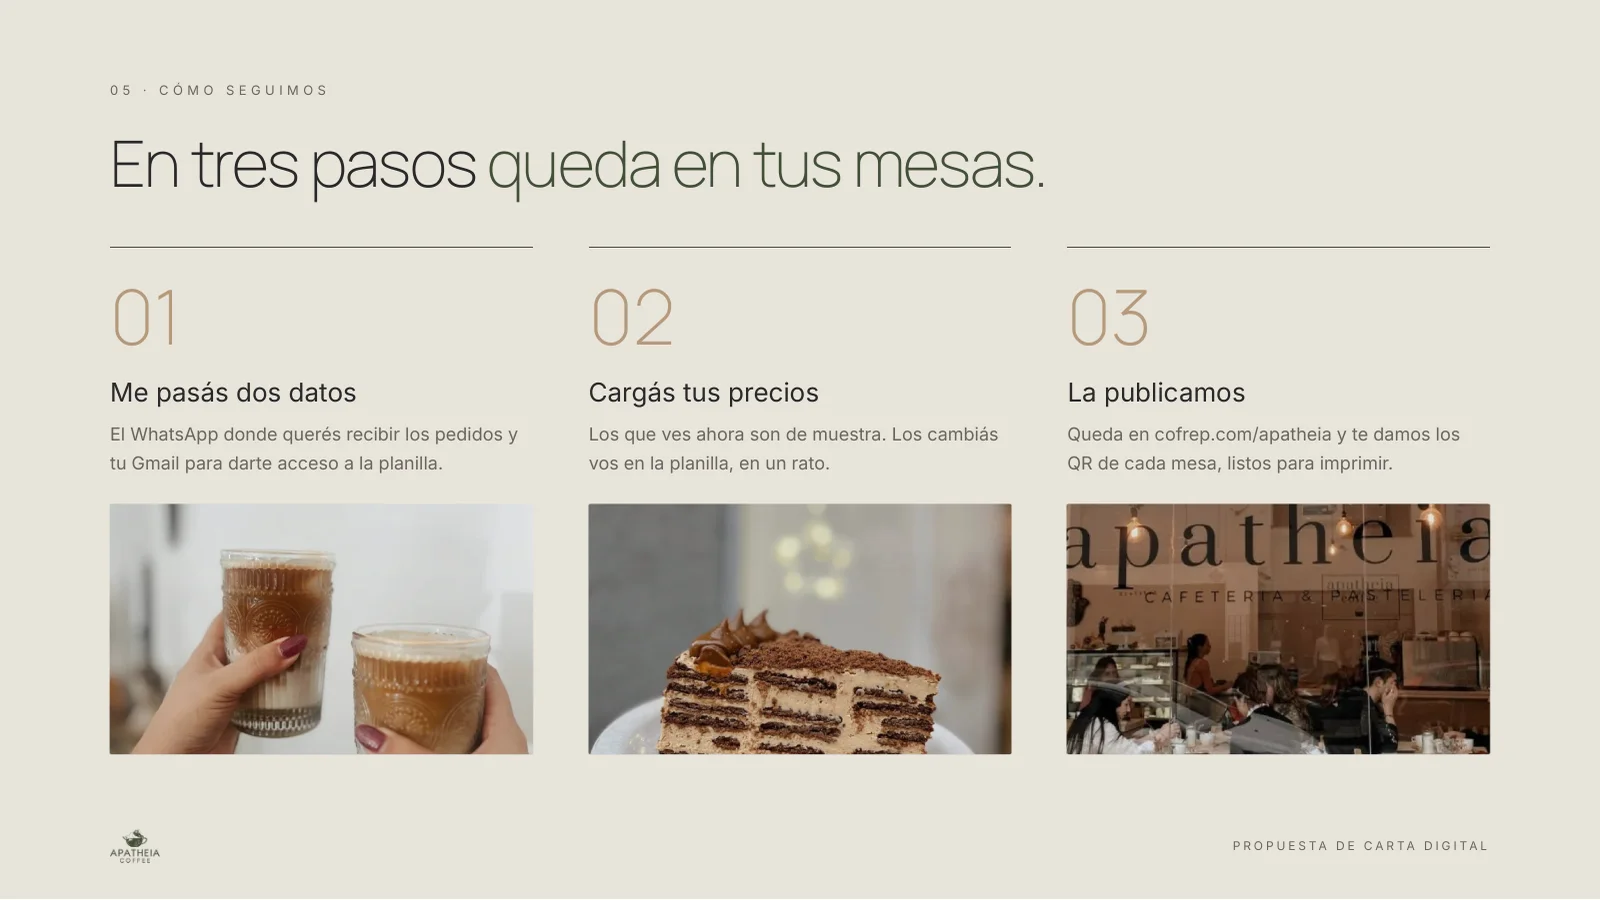 05 · CÓMO SEGUIMOS
En tres pasos queda en tus mesas.
01
Me pasás dos datos
El WhatsApp donde querés recibir los pedidos y
tu Gmail para darte acceso a la planilla.
02
Cargás tus precios
Los que ves ahora son de muestra. Los cambiás
vos en la planilla, en un rato.
03
La publicamos
Queda en cofrep.com/apatheia y te damos los
QR de cada mesa, listos para imprimir.
apatheia
CAFETERIA & PASTELERIA
apatheia
APATHEIA
COFFEE
PROPUESTA DE CARTA DIGITAL